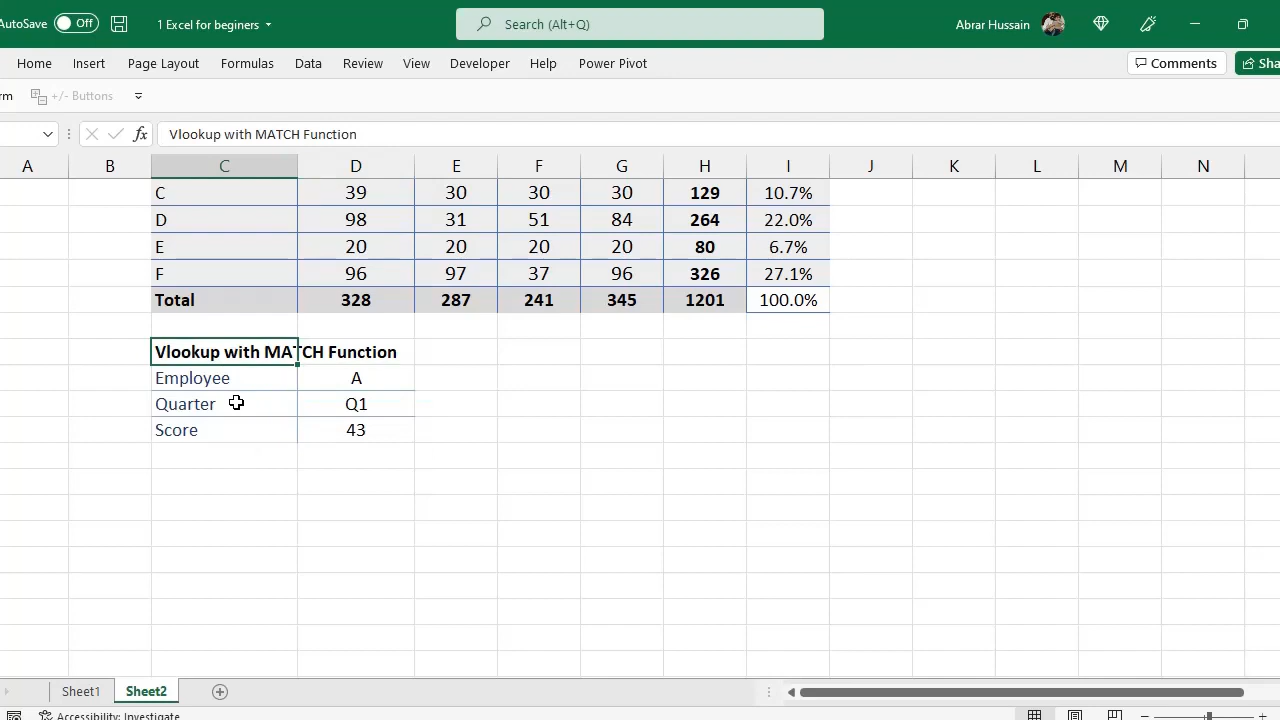 AutoSave Off 1 Excel for beginers Search (Alt+Q) Abrar Hussain
Home Insert Page Layout Formulas Data Review View Developer Help Power Pivot Comments Sha
rm +/- Buttons
fx Vlookup with MATCH Function
A B C D E F G H I J K L M N
C 39 30 30 30 129 10.7%
D 98 31 51 84 264 22.0%
E 20 20 20 20 80 6.7%
F 96 97 37 96 326 27.1%
Total 328 287 241 345 1201 100.0%
Vlookup with MATCH Function
Employee A
Quarter Q1
Score 43
Sheet1 Sheet2
Accessibility: Investigate